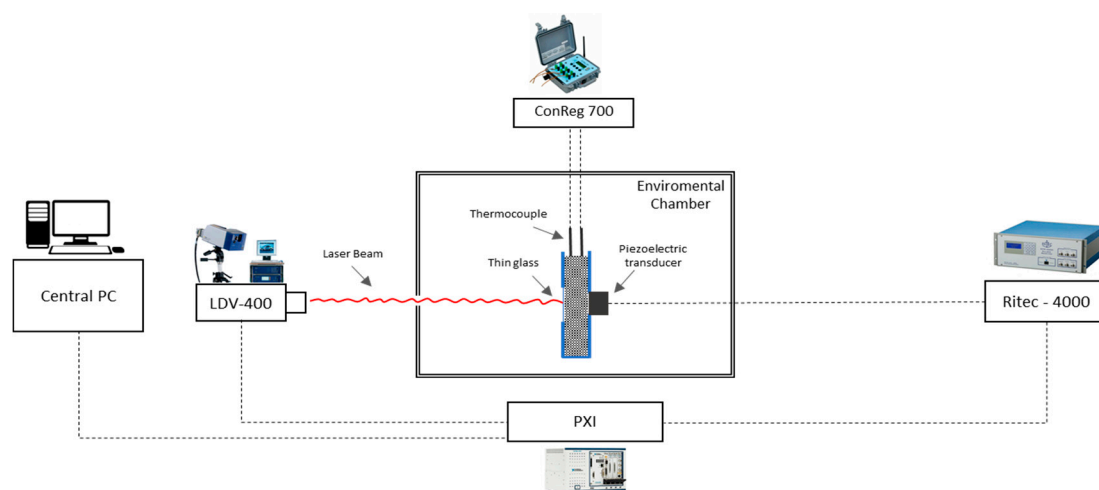 ConReg 700
Enviromental
Chamber
Thermocouple
Piezoelectric
transducer
Laser Beam
Thin glass
Central PC
LDV-400
Ritec - 4000
PXI